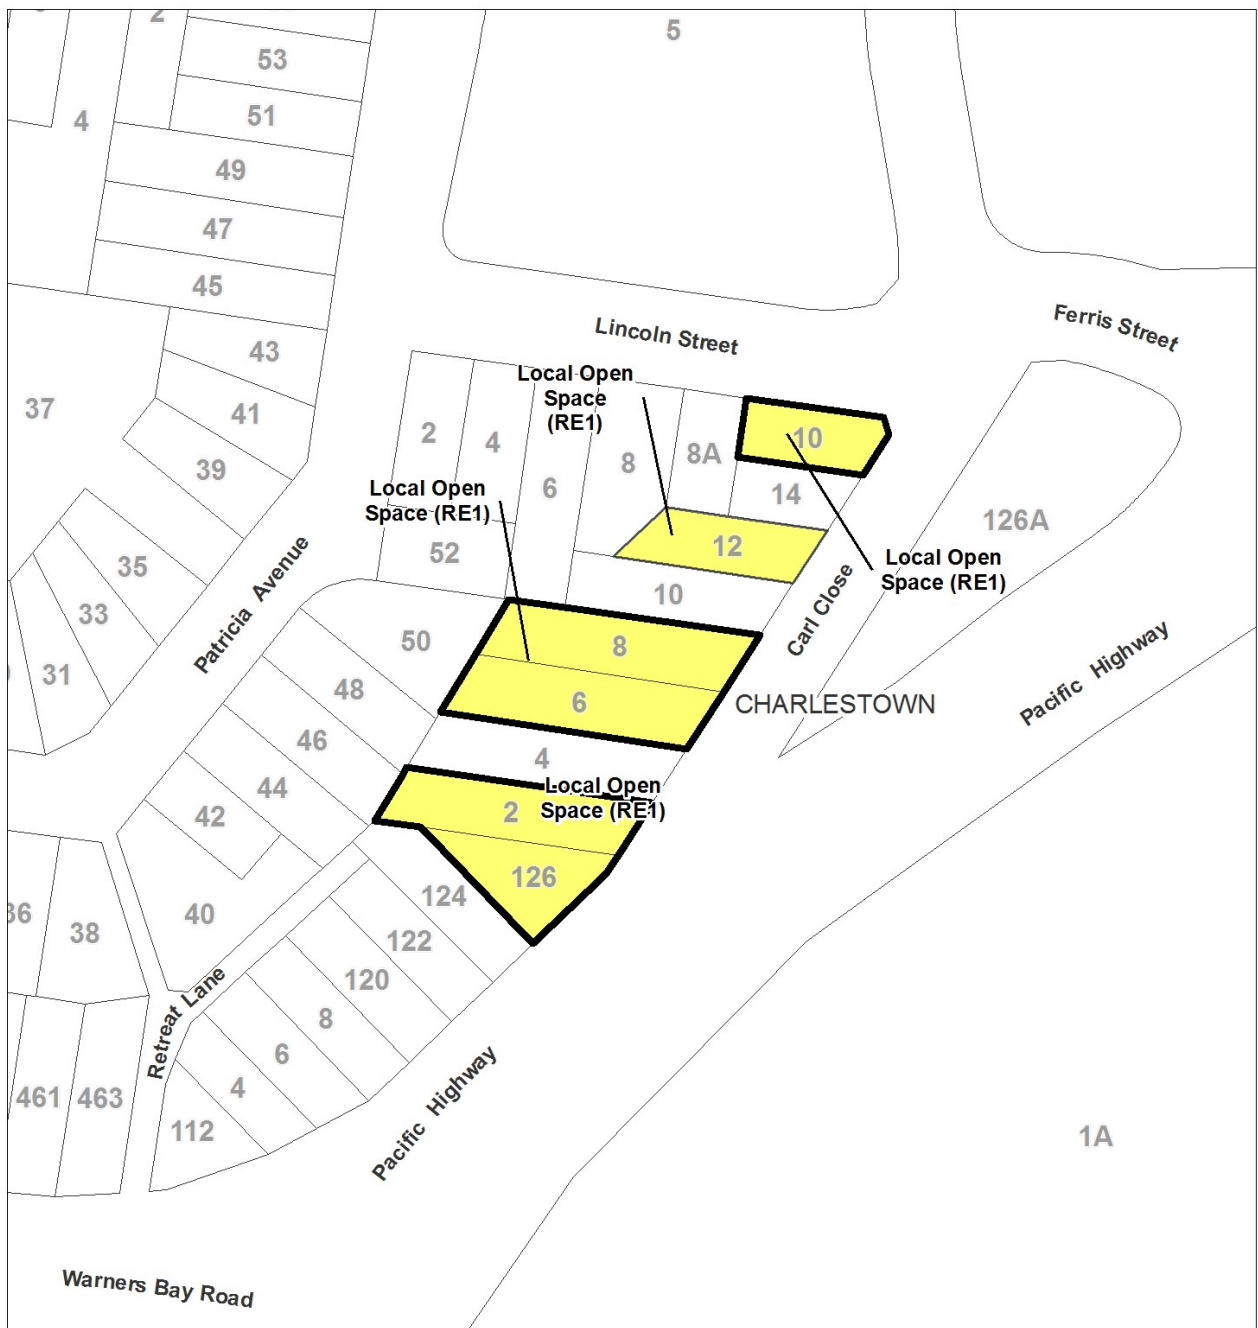 2
5
53
51
4
49
47
45
43
37
41
39
35
33
31
Lincoln Street
Ferris Street
Local Open
Space
(RE1)
10
2
4
6
8
8A
14
Local Open
Space (RE1)
12
126A
52
Local Open
Space (RE1)
Patricia Avenue
10
Carl Close
50
8
48
6
Pacific Highway
CHARLESTOWN
46
4
44
Local Open
Space (RE1)
2
42
126
124
40
36
38
122
120
Retreat Lane
8
6
4
461
463
112
Pacific Highway
1A
Warners Bay Road